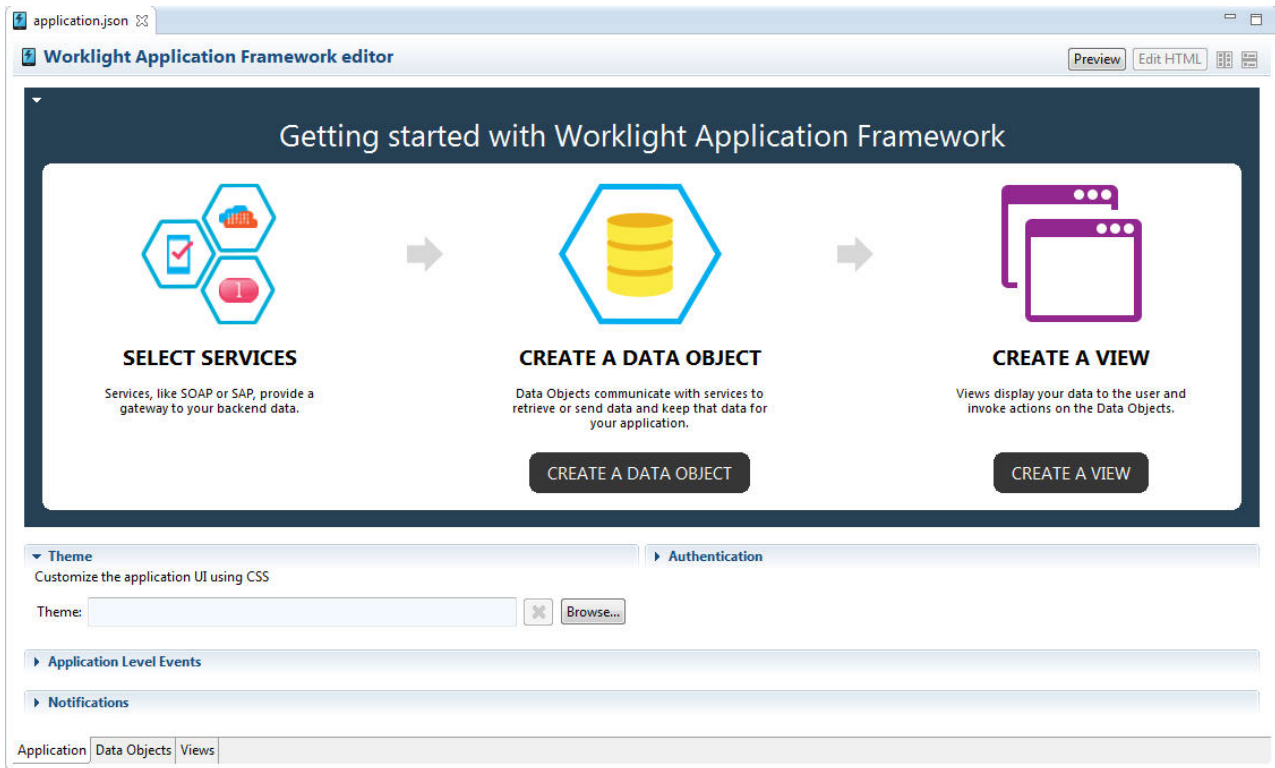 application.json
Worklight Application Framework editor
Preview
Edit HTML
Getting started with Worklight Application Framework
1
SELECT SERVICES
Services, like SOAP or SAP, provide a
gateway to your backend data.
CREATE A DATA OBJECT
Data Objects communicate with services to
retrieve or send data and keep that data for
your application.
CREATE A DATA OBJECT
CREATE A VIEW
Views display your data to the user and
invoke actions on the Data Objects.
CREATE A VIEW
Theme
Customize the application UI using CSS
Theme:
Browse...
Authentication
Application Level Events
Notifications
Application
Data Objects
Views